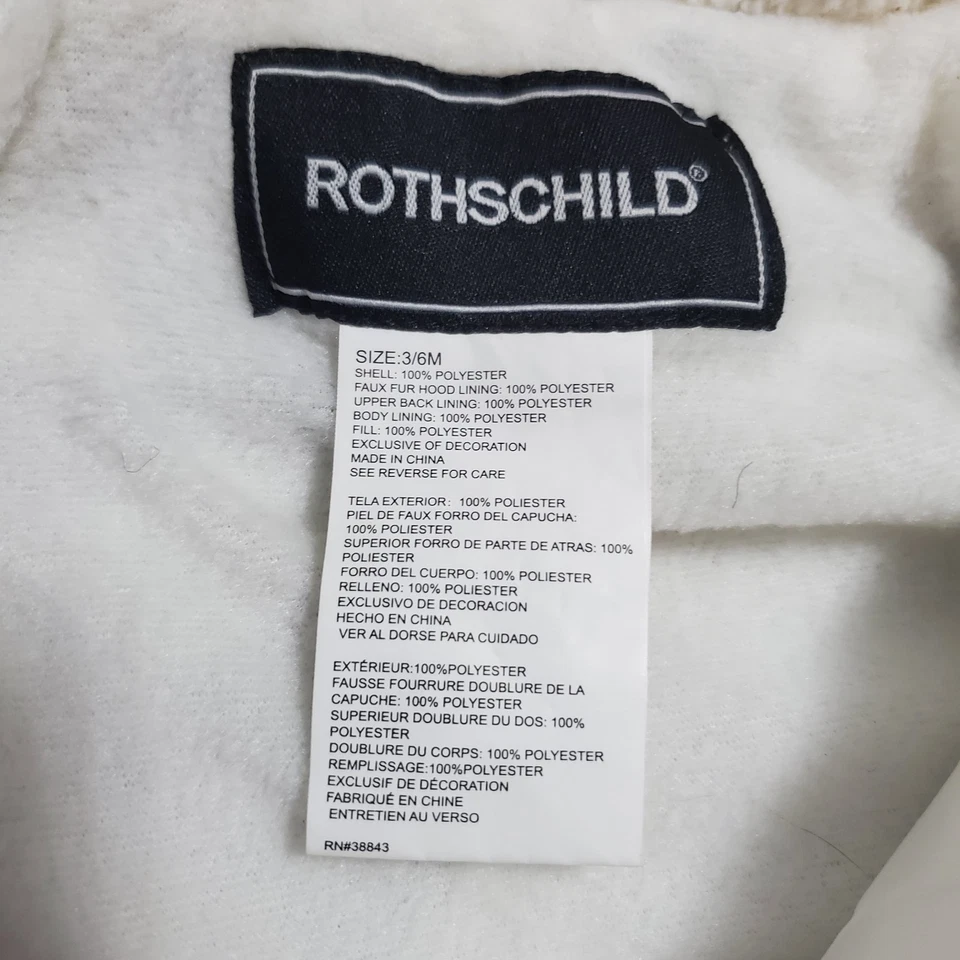 ROTHSCHILD®
SIZE:3/6M
SHELL: 100% POLYESTER
FAUX FUR HOOD LINING: 100% POLYESTER
UPPER BACK LINING: 100% POLYESTER
BODY LINING: 100% POLYESTER
FILL: 100% POLYESTER
EXCLUSIVE OF DECORATION
MADE IN CHINA
SEE REVERSE FOR CARE
TELA EXTERIOR: 100% POLIESTER
PIEL DE FAUX FORRO DEL CAPUCHA:
100% POLIESTER
SUPERIOR FORRO DE PARTE DE ATRAS: 100%
POLIESTER
FORRO DEL CUERPO: 100% POLIESTER
RELLENO: 100% POLIESTER
EXCLUSIVO DE DECORACION
HECHO EN CHINA
VER AL DORSE PARA CUIDADO
EXTÉRIEUR:100%POLYESTER
FAUSSE FOURRURE DOUBLURE DE LA
CAPUCHE: 100% POLYESTER
SUPERIEUR DOUBLURE DU DOS: 100%
POLYESTER
DOUBLURE DU CORPS: 100% POLYESTER
REMPLISSAGE:100%POLYESTER
EXCLUSIF DE DÉCORATION
FABRIQUÉ EN CHINE
ENTRETIEN AU VERSO
RN#38843